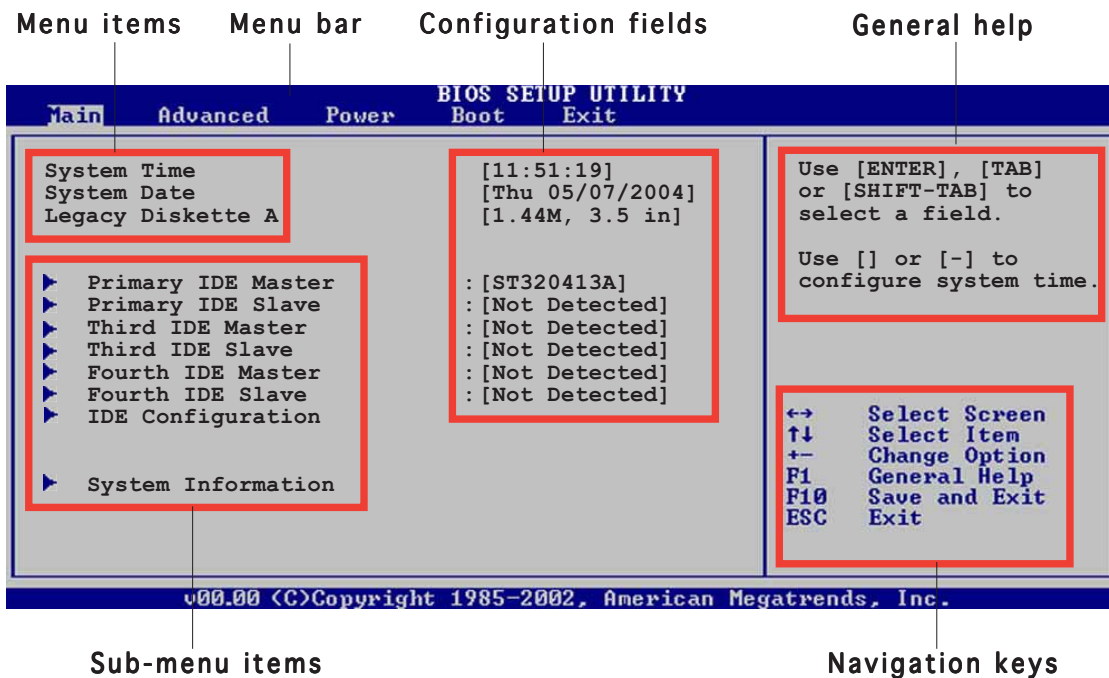 Menu items Menu bar Configuration fields General help
BIOS SETUP UTILITY
Main Advanced Power Boot Exit
System Time [11:51:19]
System Date [Thu 05/07/2004]
Legacy Diskette A [1.44M, 3.5 in]
Primary IDE Master :[ST320413A]
Primary IDE Slave :[Not Detected]
Third IDE Master :[Not Detected]
Third IDE Slave :[Not Detected]
Fourth IDE Master :[Not Detected]
Fourth IDE Slave :[Not Detected]
IDE Configuration
System Information
Use [ENTER], [TAB]
or [SHIFT-TAB] to
select a field.
Use [] or [-] to
configure system time.
←→ Select Screen
↑↓ Select Item
+- Change Option
F1 General Help
F10 Save and Exit
ESC Exit
v00.00 (C)Copyright 1985-2002, American Megatrends, Inc.
Sub-menu items Navigation keys